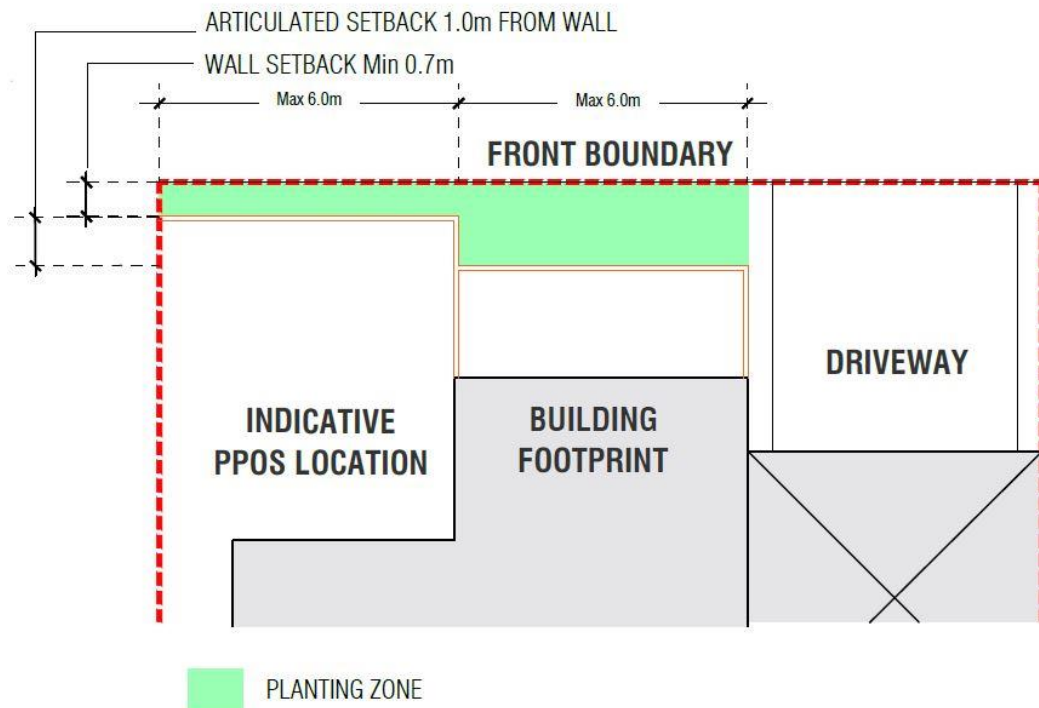 ARTICULATED SETBACK 1.0m FROM WALL
WALL SETBACK Min 0.7m
Max 6.0m
Max 6.0m
FRONT BOUNDARY
DRIVEWAY
INDICATIVE
PPOS LOCATION
BUILDING
FOOTPRINT
PLANTING ZONE